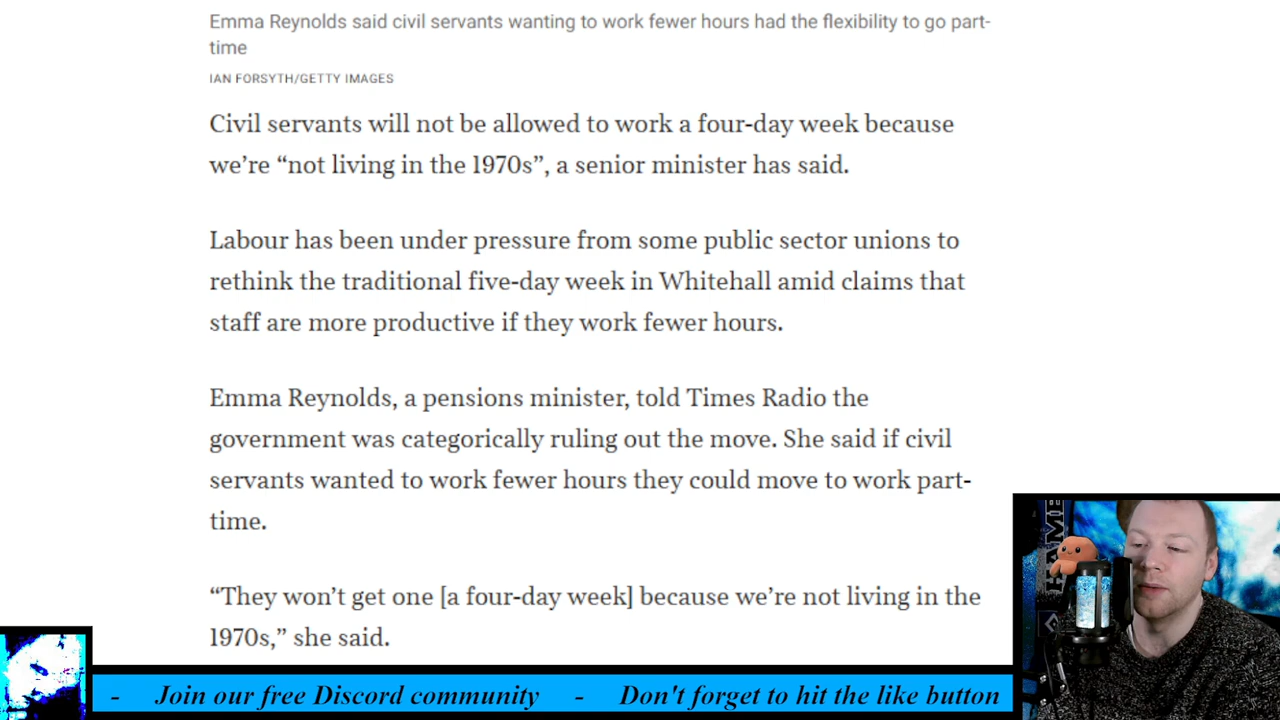 Emma Reynolds said civil servants wanting to work fewer hours had the flexibility to go part-
time
IAN FORSYTH/GETTY IMAGES
Civil servants will not be allowed to work a four-day week because
we’re “not living in the 1970s”, a senior minister has said.
Labour has been under pressure from some public sector unions to
rethink the traditional five-day week in Whitehall amid claims that
staff are more productive if they work fewer hours.
Emma Reynolds, a pensions minister, told Times Radio the
government was categorically ruling out the move. She said if civil
servants wanted to work fewer hours they could move to work part-
time.
“They won’t get one [a four-day week] because we’re not living in the
1970s,” she said.
- Join our free Discord community - Don't forget to hit the like button